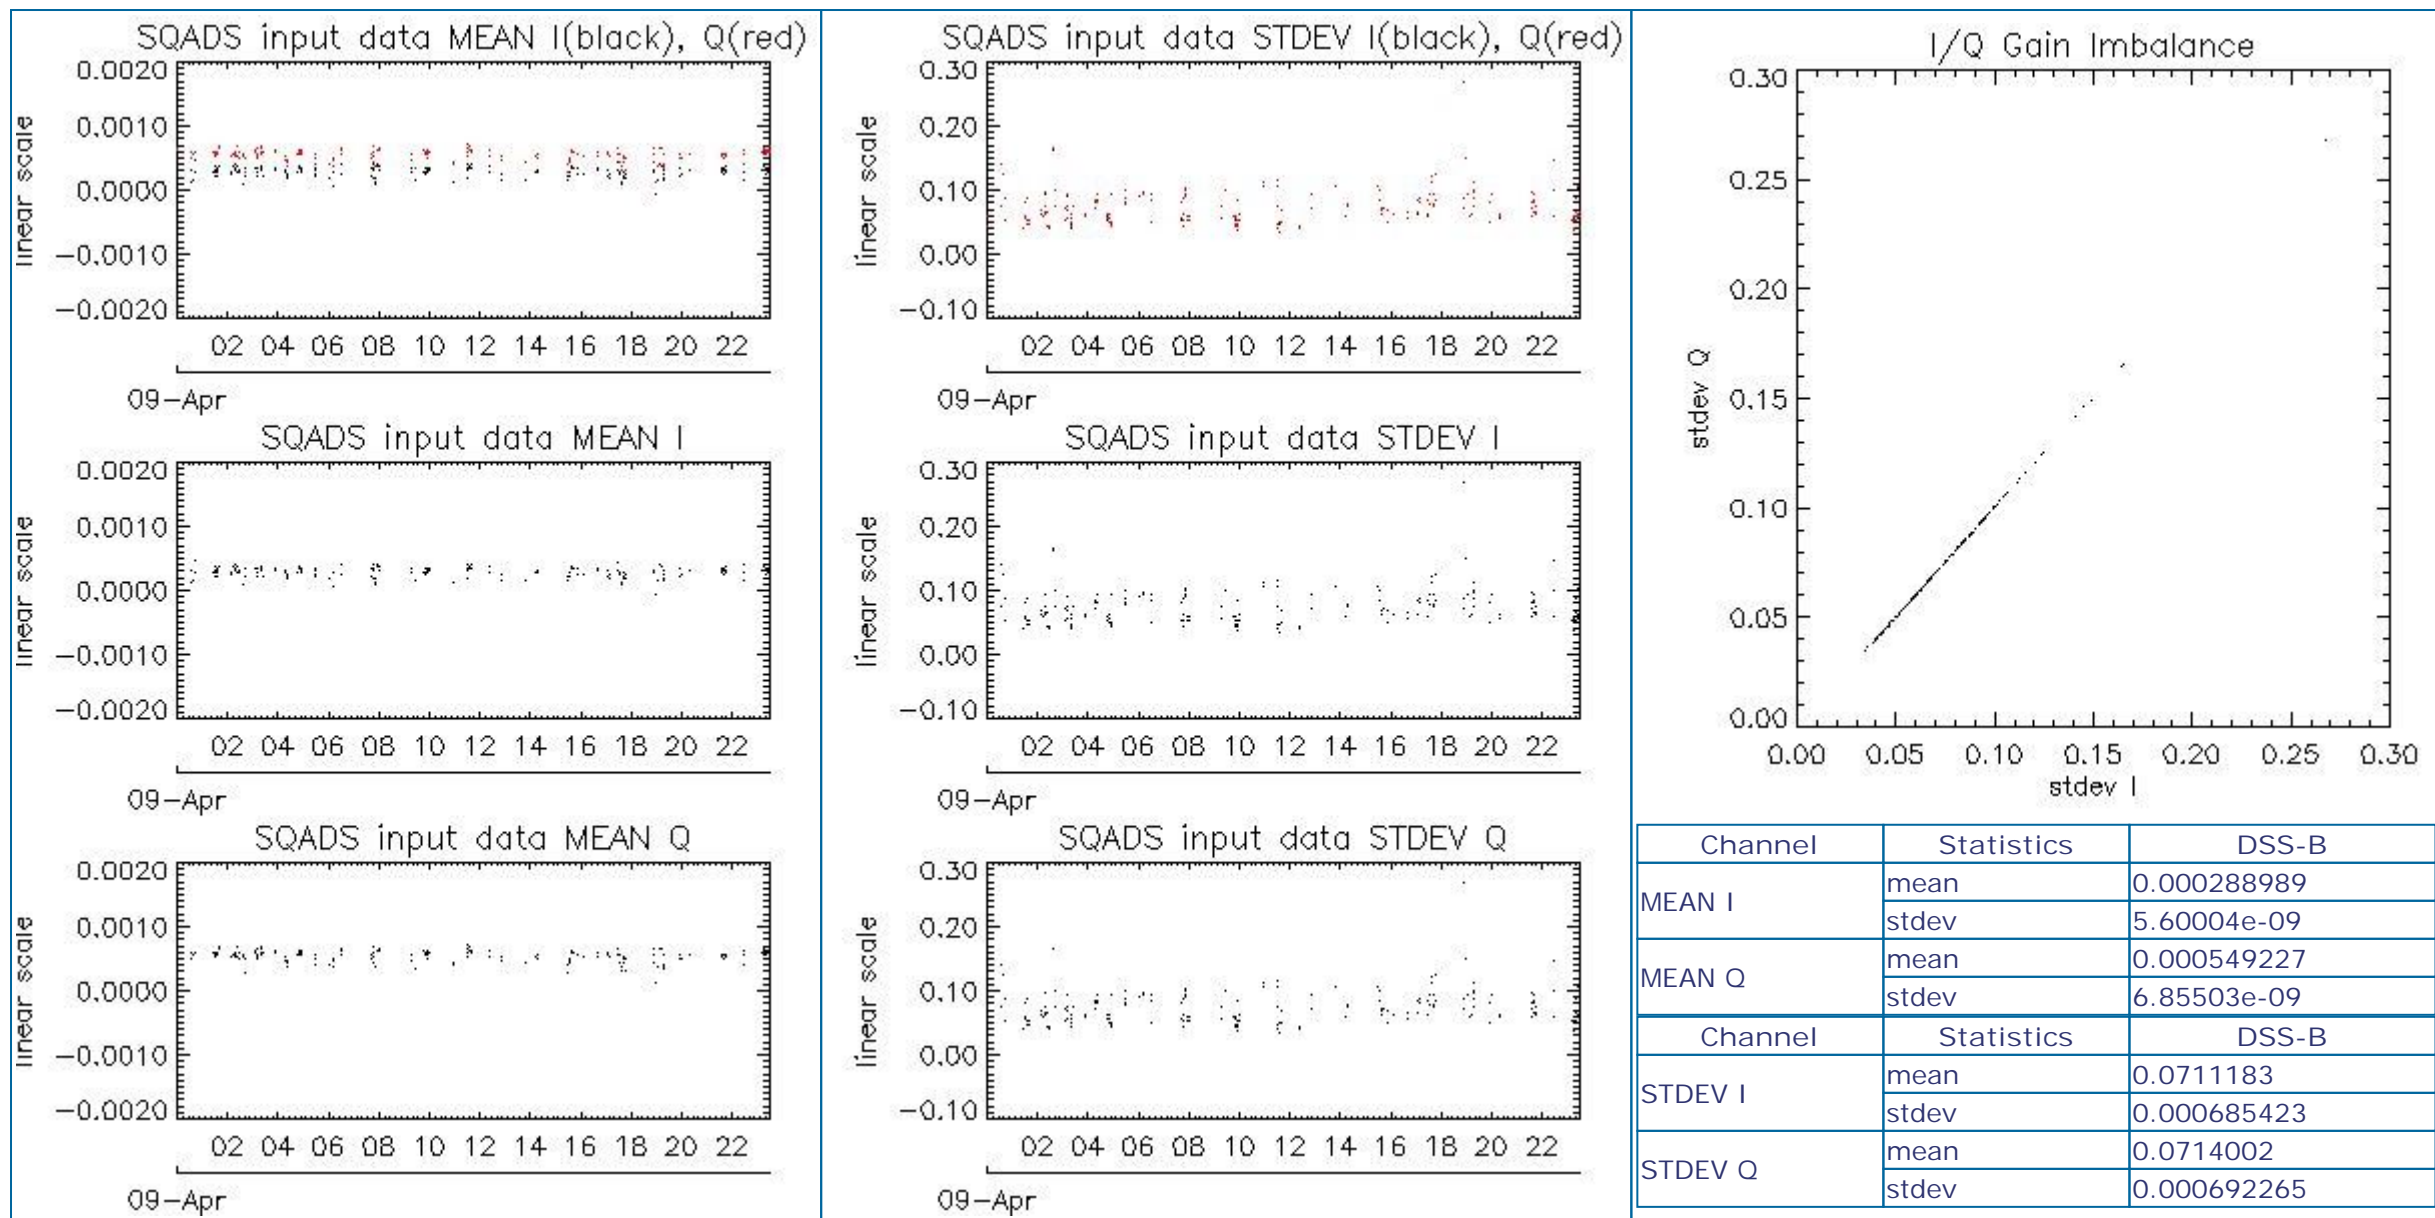 SQADS input data MEAN I(black), Q(red)
0.0020
0.0010
0.0000
-0.0010
-0.0020
linear scale
02 04 06 08 10 12 14 16 18 20 22
09-Apr
SQADS input data MEAN I
0.0020
0.0010
0.0000
-0.0010
-0.0020
linear scale
02 04 06 08 10 12 14 16 18 20 22
09-Apr
SQADS input data MEAN Q
0.0020
0.0010
0.0000
-0.0010
-0.0020
linear scale
02 04 06 08 10 12 14 16 18 20 22
09-Apr
SQADS input data STDEV I(black), Q(red)
0.30
0.20
0.10
0.00
-0.10
linear scale
02 04 06 08 10 12 14 16 18 20 22
09-Apr
SQADS input data STDEV I
0.30
0.20
0.10
0.00
-0.10
linear scale
02 04 06 08 10 12 14 16 18 20 22
09-Apr
SQADS input data STDEV Q
0.30
0.20
0.10
0.00
-0.10
linear scale
02 04 06 08 10 12 14 16 18 20 22
09-Apr
I/Q Gain Imbalance
0.30
0.25
0.20
0.15
0.10
0.05
0.00
stdev Q
0.00 0.05 0.10 0.15 0.20 0.25 0.30
stdev I
Channel Statistics DSS-B
MEAN I mean 0.000288989
stdev 5.60004e-09
MEAN Q mean 0.000549227
stdev 6.85503e-09
Channel Statistics DSS-B
STDEV I mean 0.0711183
stdev 0.000685423
STDEV Q mean 0.0714002
stdev 0.000692265